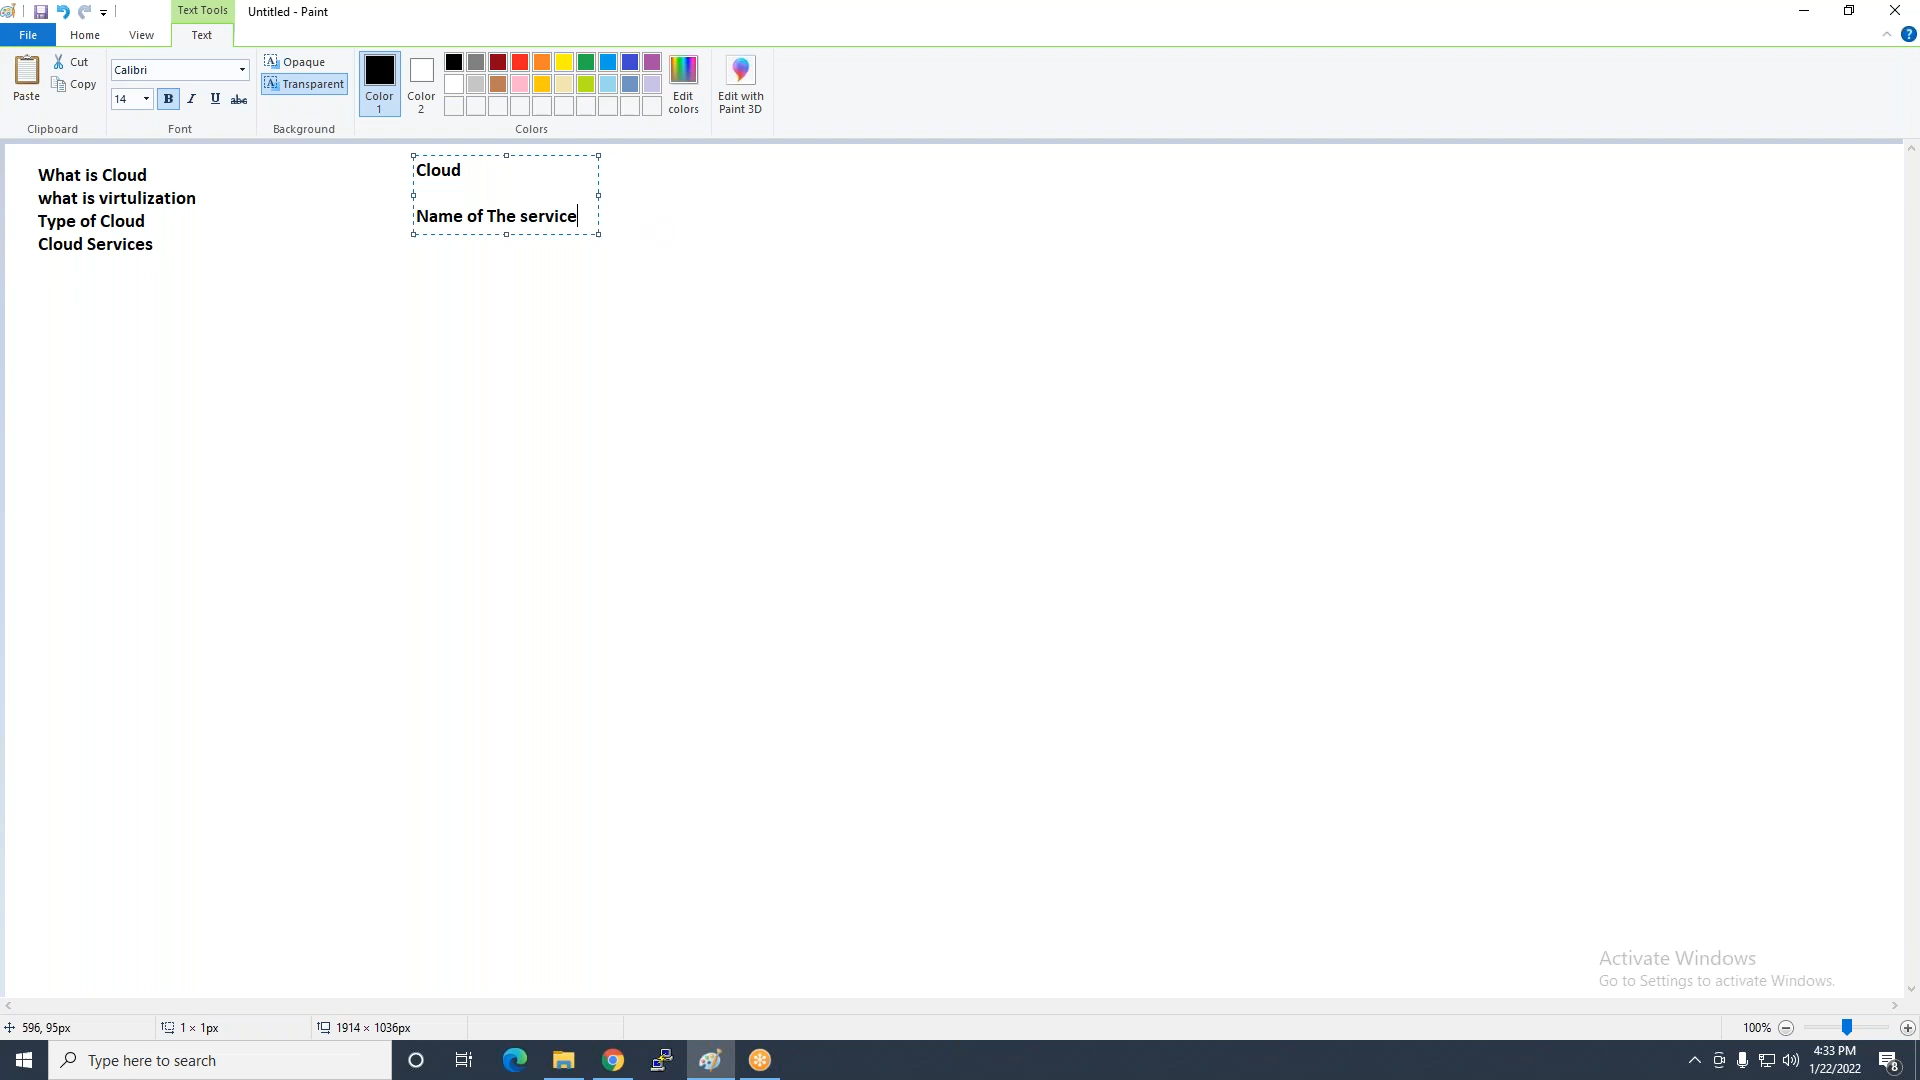 Text Tools
Untitled - Paint
File
Home
View
Text
Paste
Cut
Copy
Clipboard
Calibri
14
B
I
U
abc
Font
Opaque
Transparent
Background
Color
1
Color
2
Edit
colors
Colors
Edit with
Paint 3D
What is Cloud
what is virtulization
Type of Cloud
Cloud Services
Cloud
Name of The service
Activate Windows
Go to Settings to activate Windows.
596, 95px
1 × 1px
1914 × 1036px
100%
Type here to search
4:33 PM
1/22/2022
8